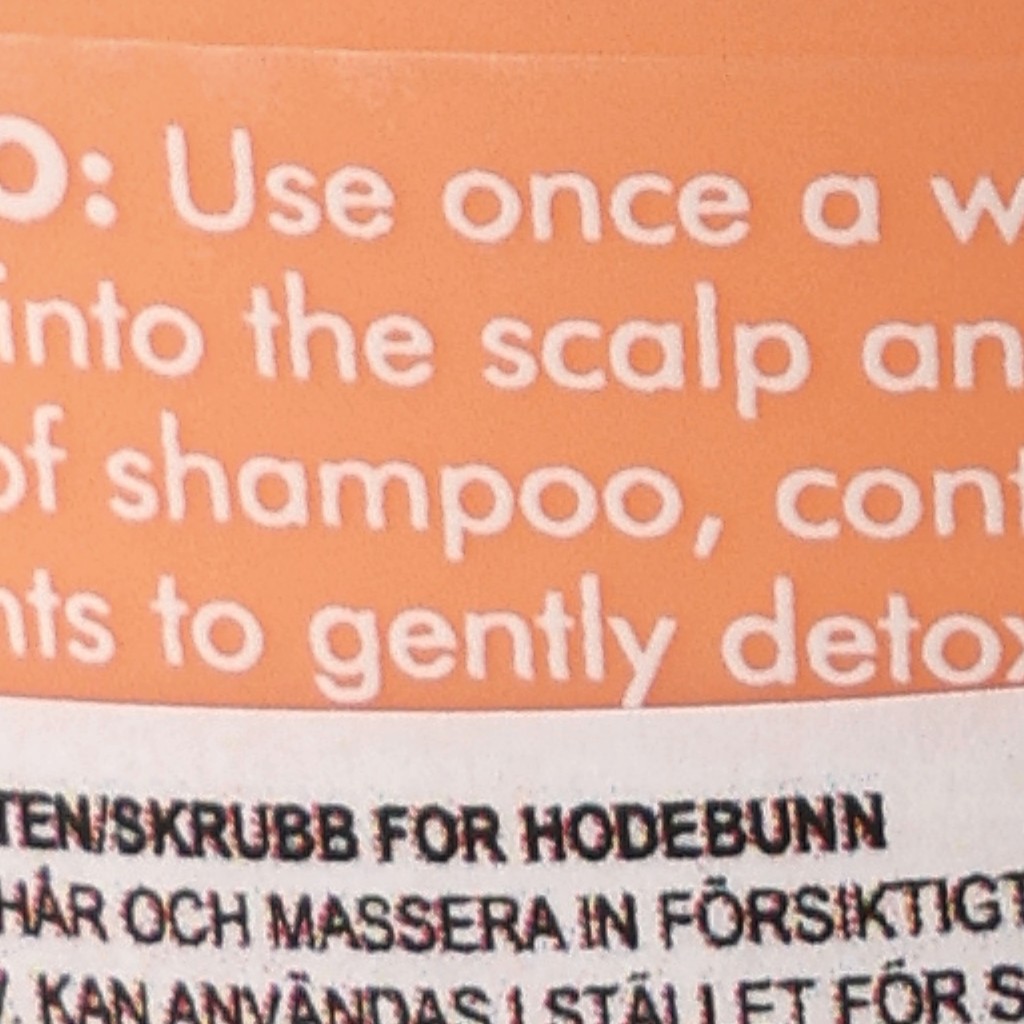 O: Use once a w
into the scalp an
of shampoo, cont
nts to gently detox
TEN/SKRUBB FOR HODEBUNN
HÅR OCH MASSERA IN FÖRSIKTIGT
. KAN ANVÄNDAS I STÄLLET FÖR S